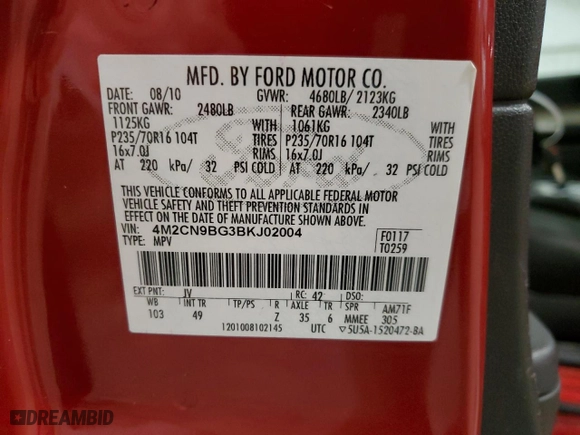 MFD. BY FORD MOTOR CO.
DATE: 08/10 GVWR: 4680LB/ 2123KG
FRONT GAWR: 2480LB REAR GAWR: 2340LB
1125KG WITH 1061KG WITH
P235/70R16 104T TIRES P235/70R16 104T TIRES
16x7.0J RIMS 16x7.0J RIMS
AT 220 kPa/ 32 PSI COLD AT 220 kPa/ 32 PSI COLD
THIS VEHICLE CONFORMS TO ALL APPLICABLE FEDERAL MOTOR
VEHICLE SAFETY AND THEFT PREVENTION STANDARDS IN
EFFECT ON THE DATE OF MANUFACTURE SHOWN ABOVE.
VIN: 4M2CN9BG3BKJ02004 F0117
TYPE: MPV T0259
EXT PNT: JV RC: 42 DSO:
WB INT TR TP/PS R AXLE TR SPR AM71F
103 49 Z 35 6 MMEE 305
1201008102145 UTC 5U5A-1520472-BA
DREAMBID